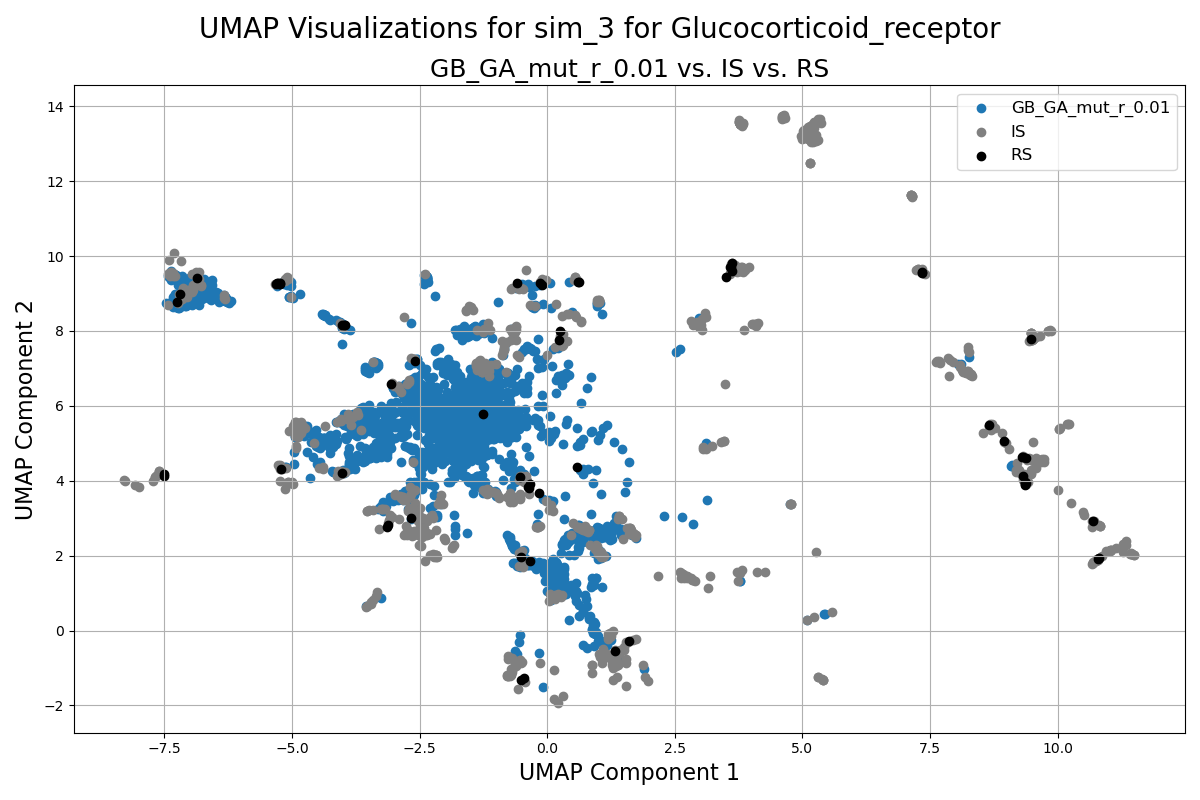 UMAP Visualizations for sim_3 for Glucocorticoid_receptor
GB_GA_mut_r_0.01 vs. IS vs. RS
GB_GA_mut_r_0.01
IS
RS
14
12
10
8
6
4
2
0
−2
UMAP Component 2
−7.5 −5.0 −2.5 0.0 2.5 5.0 7.5 10.0
UMAP Component 1